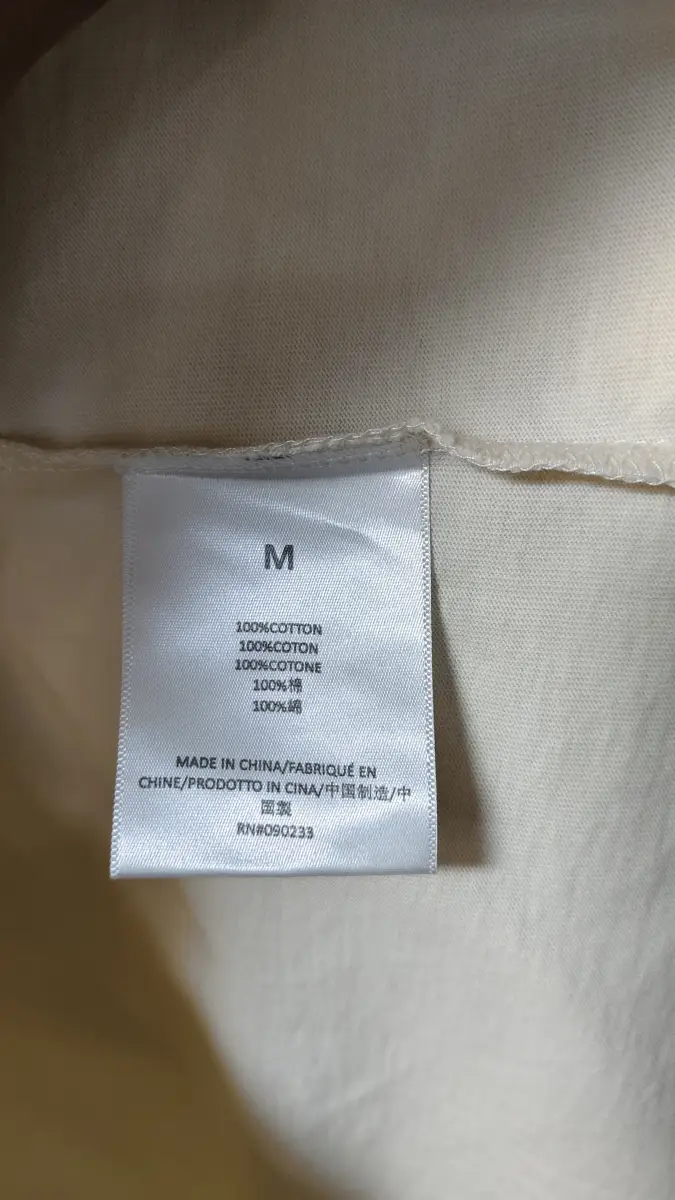 M
100%COTTON
100%COTON
100%COTONE
100%棉
100%綿
MADE IN CHINA/FABRIQUÉ EN
CHINE/PRODOTTO IN CINA/中国制造/中
国製
RN#090233